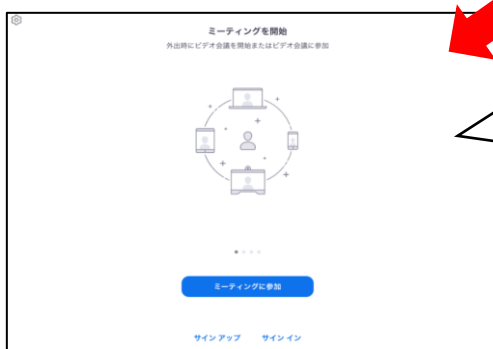 ミーティングを開始
外出時にビデオ会議を開始またはビデオ会議に参加
ミーティングに参加
サインアップ サインイン